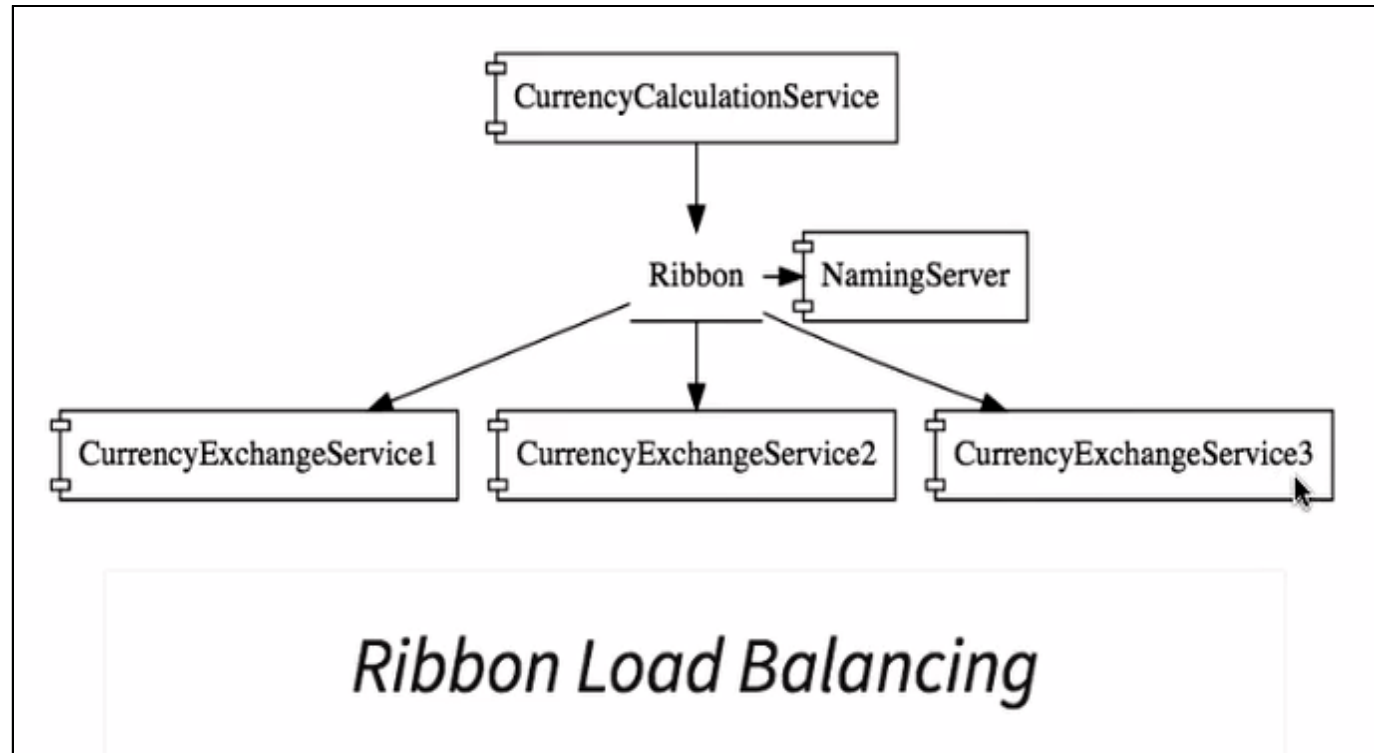 CurrencyCalculationService
Ribbon
NamingServer
CurrencyExchangeService1
CurrencyExchangeService2
CurrencyExchangeService3
Ribbon Load Balancing